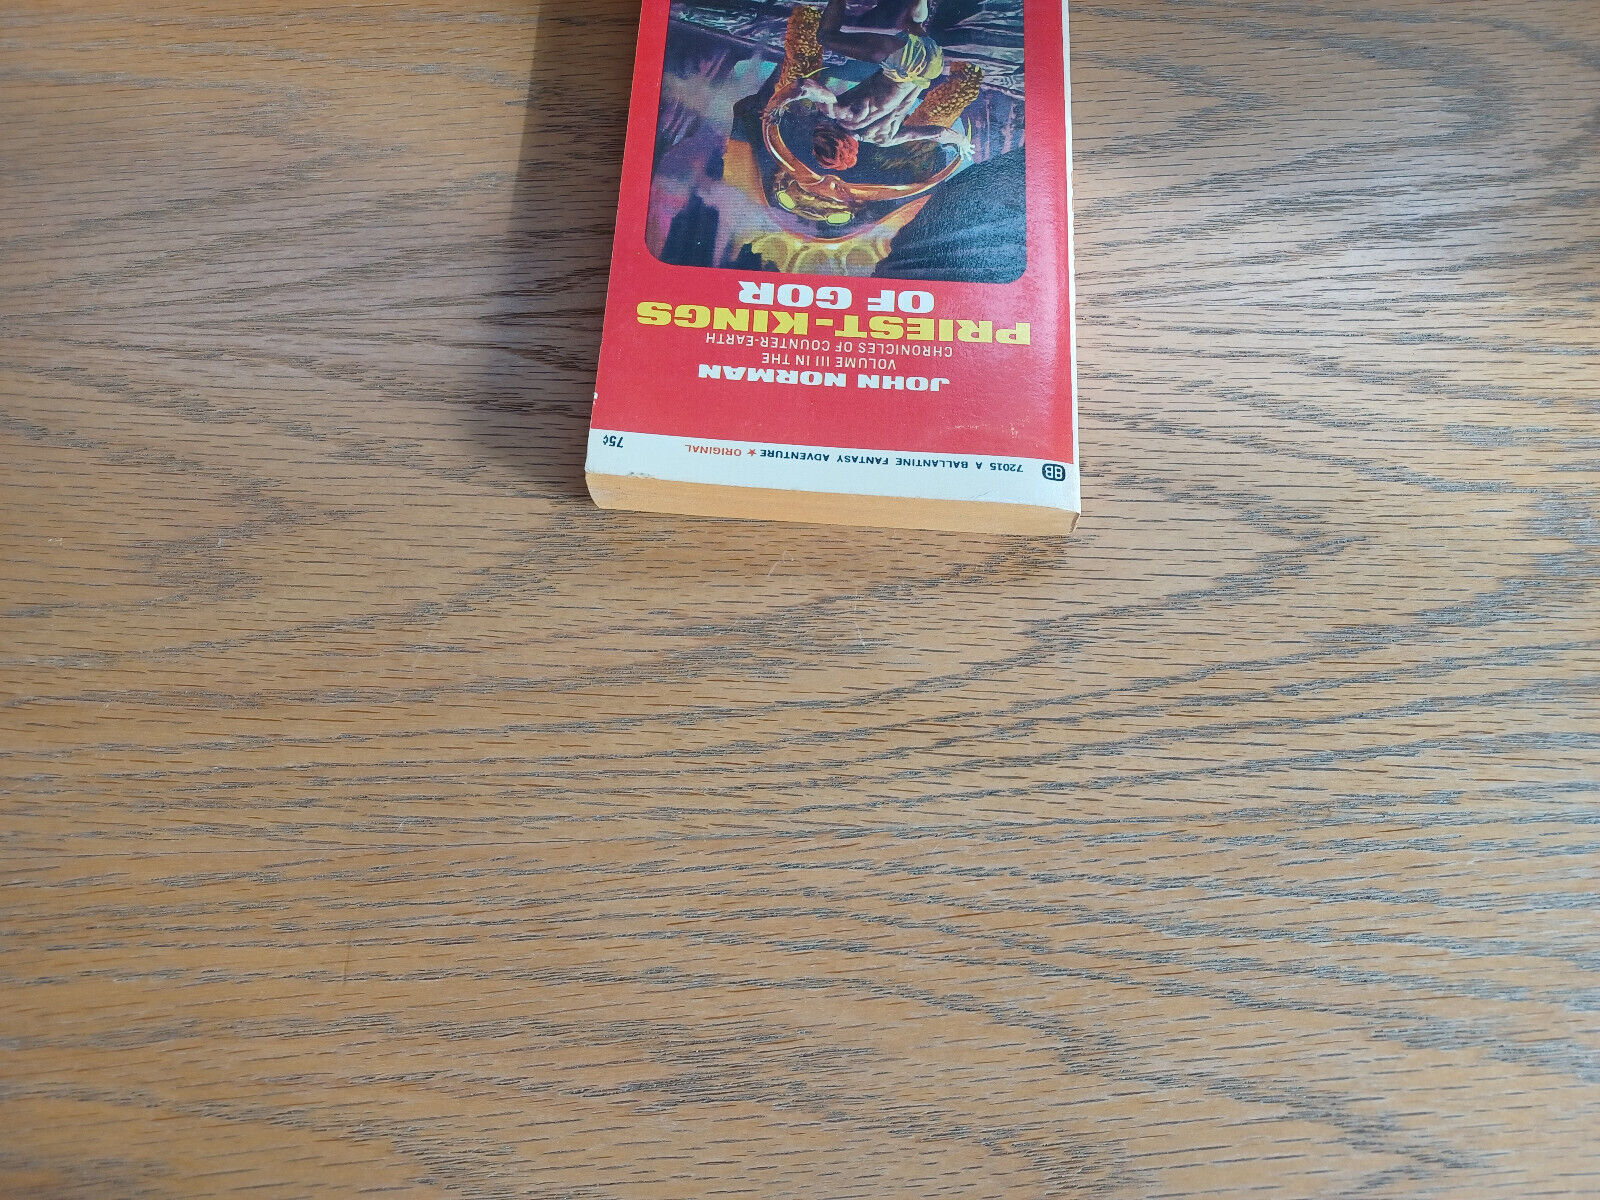 BB 72015 A BALLANTINE FANTASY ADVENTURE ★ ORIGINAL 75¢
JOHN NORMAN
VOLUME III IN THE
CHRONICLES OF COUNTER-EARTH
PRIEST-KINGS
OF GOR